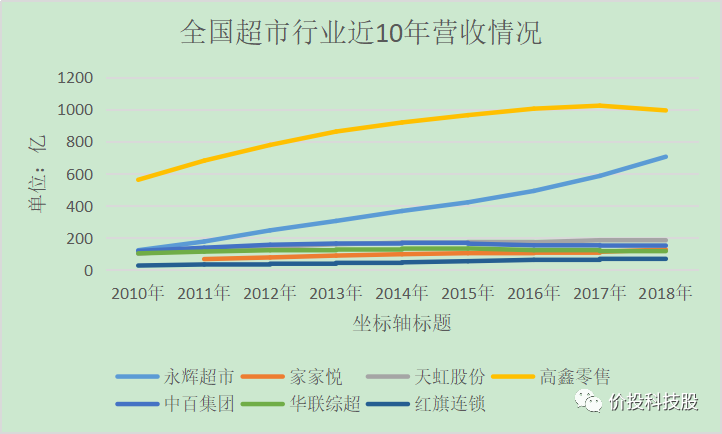 全国超市行业近10年营收情况
单位：亿
1200
1000
800
600
400
200
0
2010年 2011年 2012年 2013年 2014年 2015年 2016年 2017年 2018年
坐标轴标题
永辉超市 家家悦 天虹股份 高鑫零售
中百集团 华联综超 红旗连锁
价投科技股